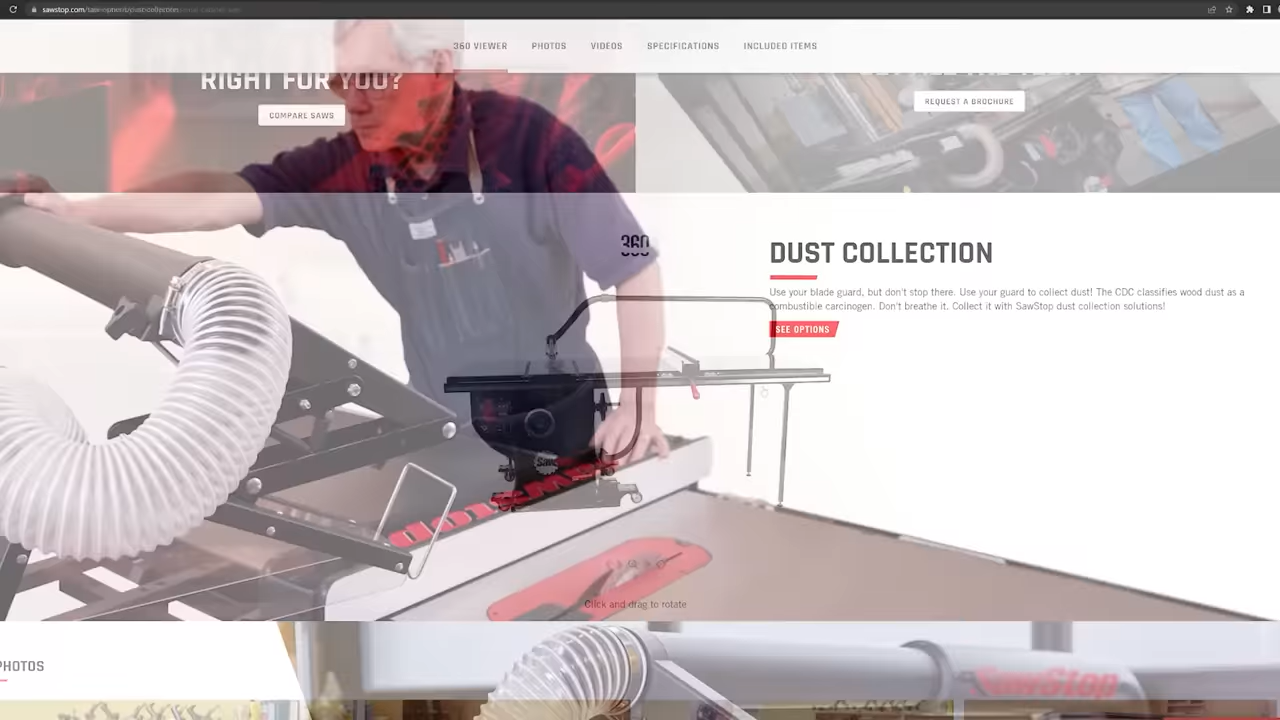 sawstop.com/
360 VIEWER PHOTOS VIDEOS SPECIFICATIONS INCLUDED ITEMS
RIGHT FOR YOU?
COMPARE SAWS
REQUEST A BROCHURE
360
DUST COLLECTION
Use your blade guard, but don't stop there. Use your guard to collect dust! The CDC classifies wood dust as a
combustible carcinogen. Don't breathe it. Collect it with SawStop dust collection solutions!
SEE OPTIONS
Click and drag to rotate
PHOTOS
SawStop